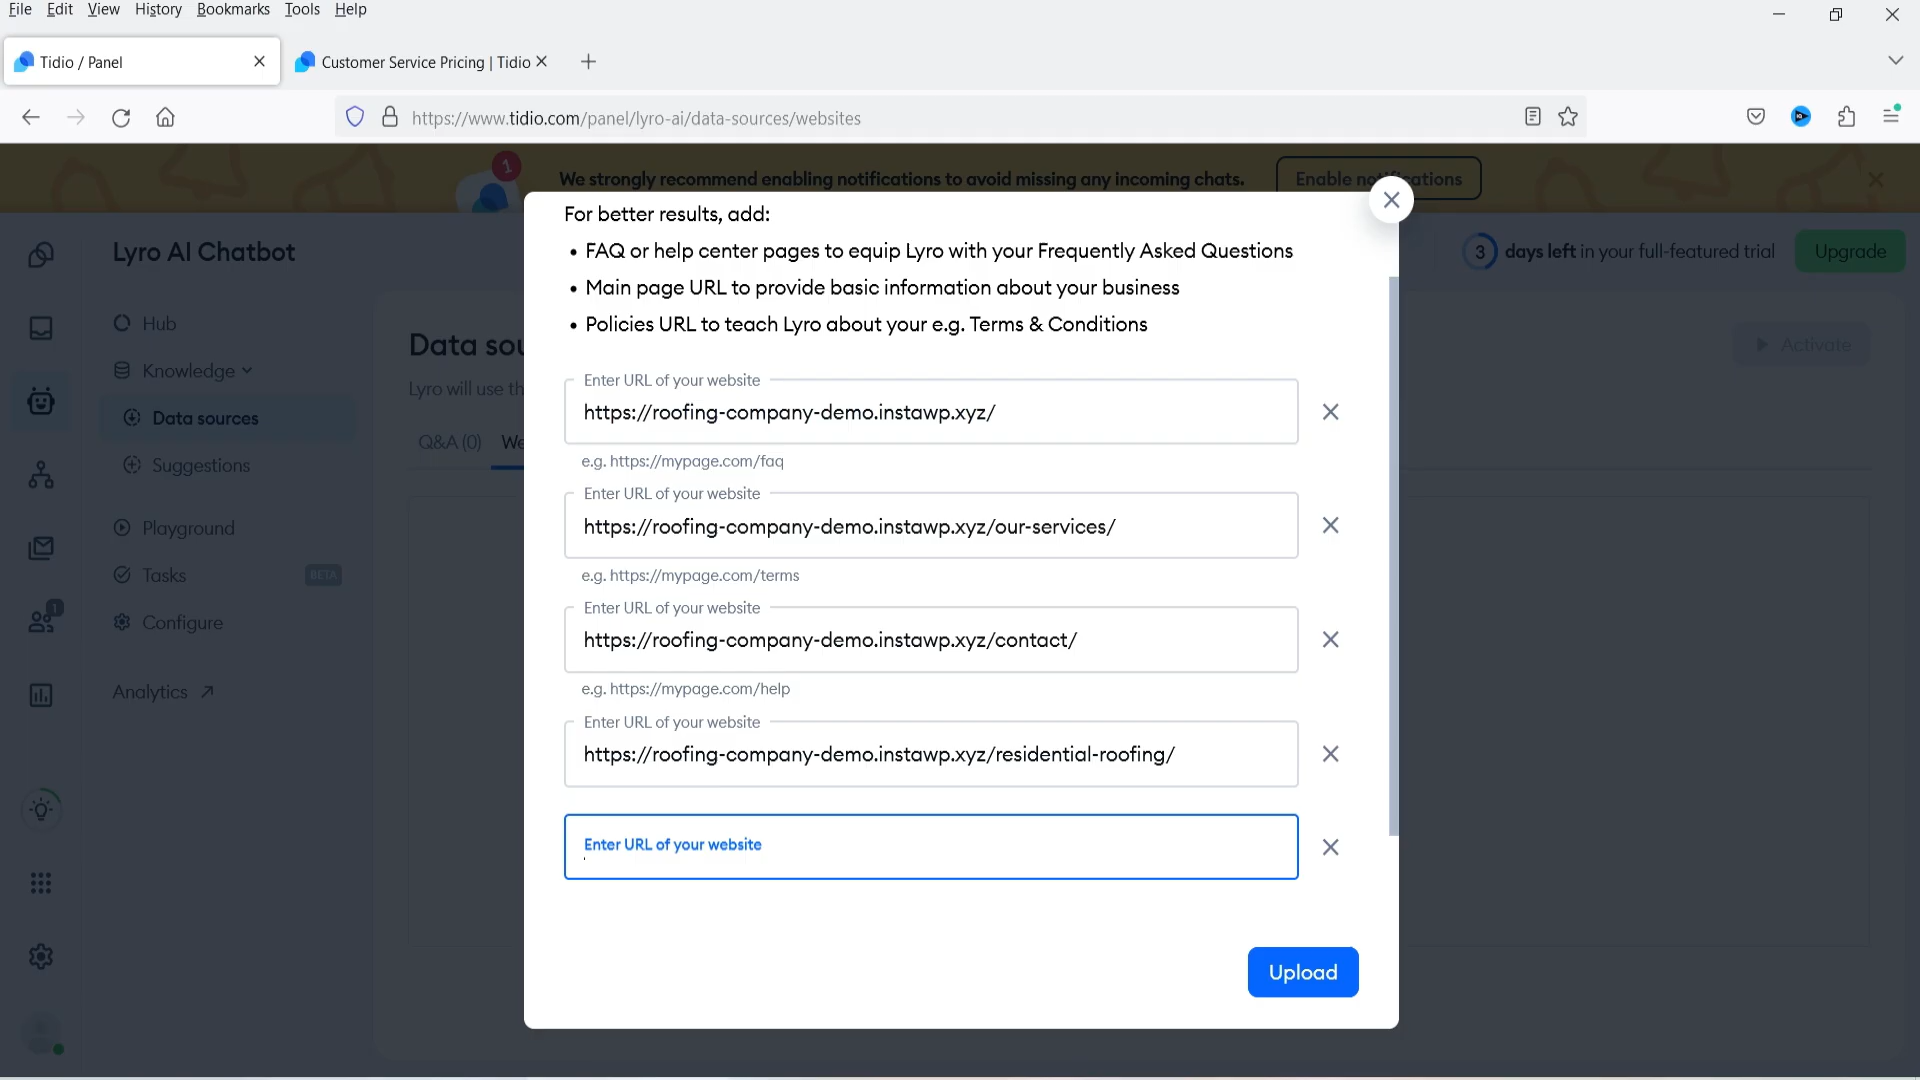 File Edit View History Bookmarks Tools Help
Tidio / Panel
Customer Service Pricing | Tidio
https://www.tidio.com/panel/lyro-ai/data-sources/websites
1
We strongly recommend enabling notifications to avoid missing any incoming chats.
Enable notifications
Lyro AI Chatbot
3 days left in your full-featured trial
Upgrade
For better results, add:
• FAQ or help center pages to equip Lyro with your Frequently Asked Questions
• Main page URL to provide basic information about your business
• Policies URL to teach Lyro about your e.g. Terms & Conditions
Hub
Knowledge
Data sources
Suggestions
Playground
Tasks
BETA
Configure
1
Analytics
Data sou
Lyro will use th
Q&A (0)
We
Activate
Enter URL of your website
https://roofing-company-demo.instawp.xyz/
e.g. https://mypage.com/faq
Enter URL of your website
https://roofing-company-demo.instawp.xyz/our-services/
e.g. https://mypage.com/terms
Enter URL of your website
https://roofing-company-demo.instawp.xyz/contact/
e.g. https://mypage.com/help
Enter URL of your website
https://roofing-company-demo.instawp.xyz/residential-roofing/
Enter URL of your website
Upload